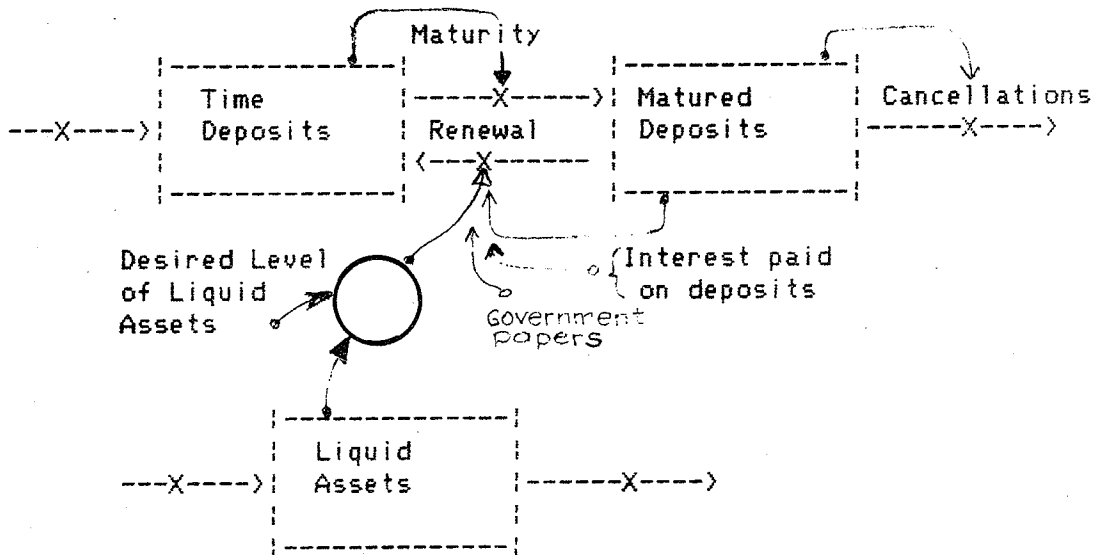 Maturity
Time
Deposits
Matured
Deposits
Cancellations
---X---->
----X----->
Renewal
<---X-----
-----X---->
Desired Level
of Liquid
Assets
Interest paid
on deposits
Government
papers
Liquid
Assets
---X---->
------X---->